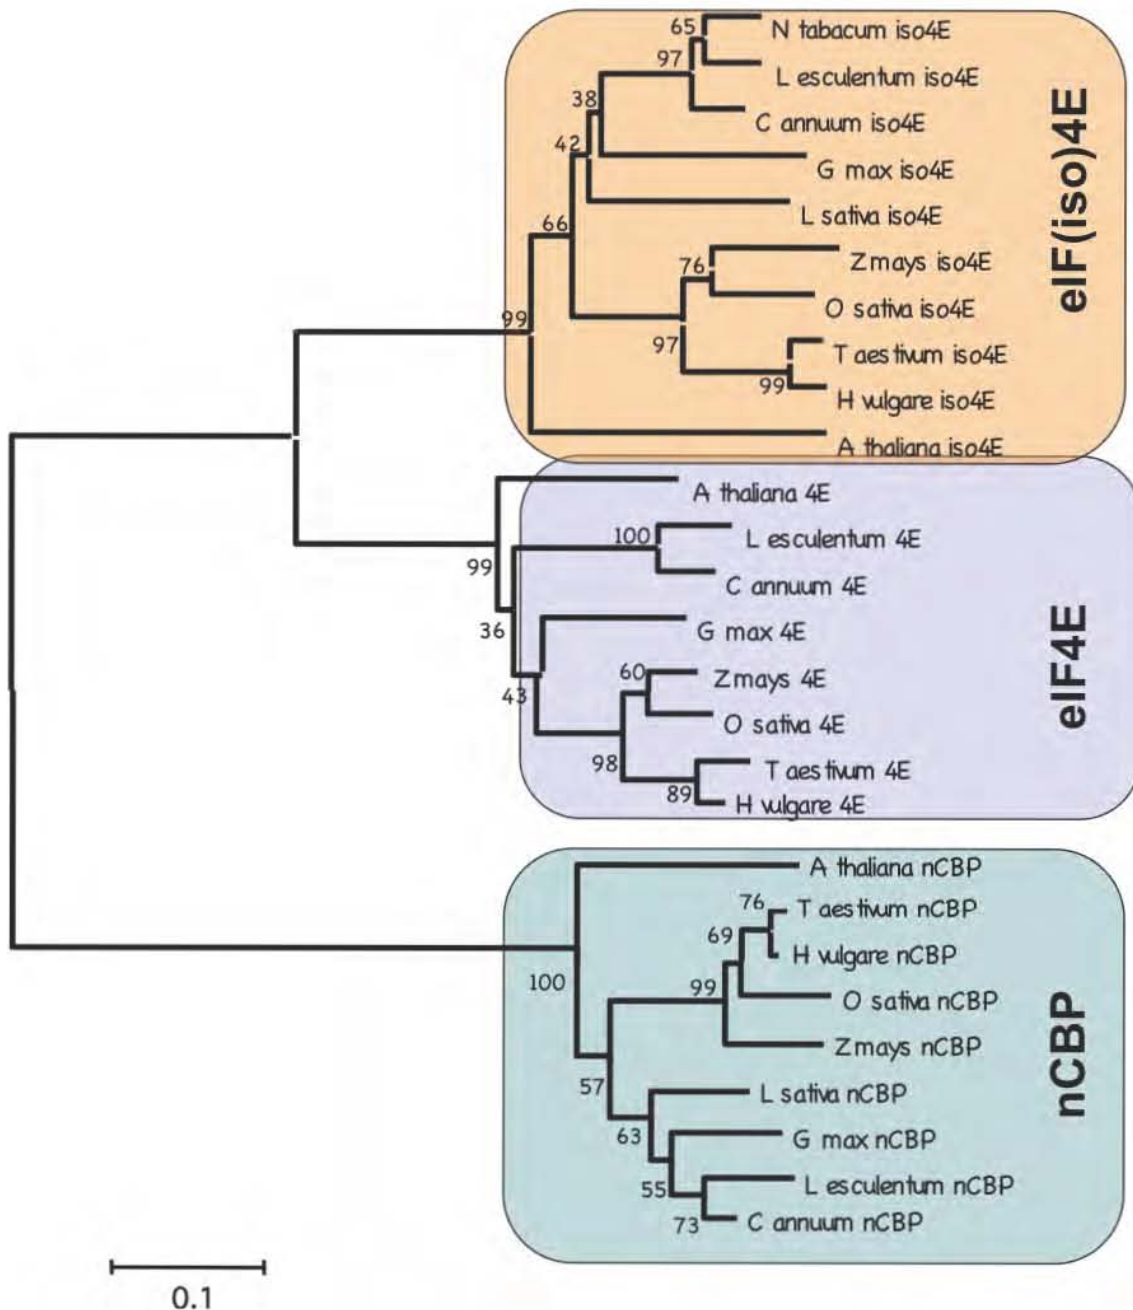 65
N tabacum iso4E
97
L esculentum iso4E
38
C annuum iso4E
42
G max iso4E
L sativa iso4E
66
76
Z mays iso4E
O sativa iso4E
99
97
T aestivum iso4E
99
H vulgare iso4E
A thaliana iso4E
eIF(iso)4E
A thaliana 4E
100
L esculentum 4E
99
C annuum 4E
36
G max 4E
60
Z mays 4E
43
O sativa 4E
98
T aestivum 4E
89
H vulgare 4E
eIF4E
A thaliana nCBP
76
T aestivum nCBP
69
H vulgare nCBP
100
99
O sativa nCBP
Z mays nCBP
57
L sativa nCBP
63
G max nCBP
55
L esculentum nCBP
73
C annuum nCBP
nCBP
0.1